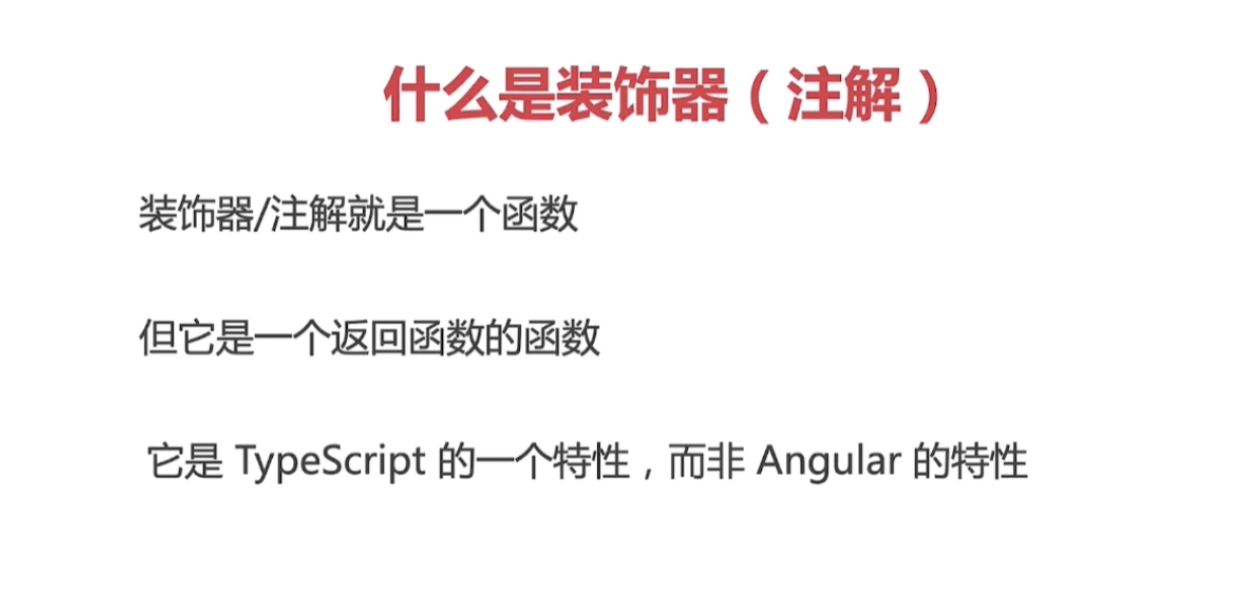 什么是装饰器（注解）
装饰器/注解就是一个函数
但它是一个返回函数的函数
它是 TypeScript 的一个特性，而非 Angular 的特性